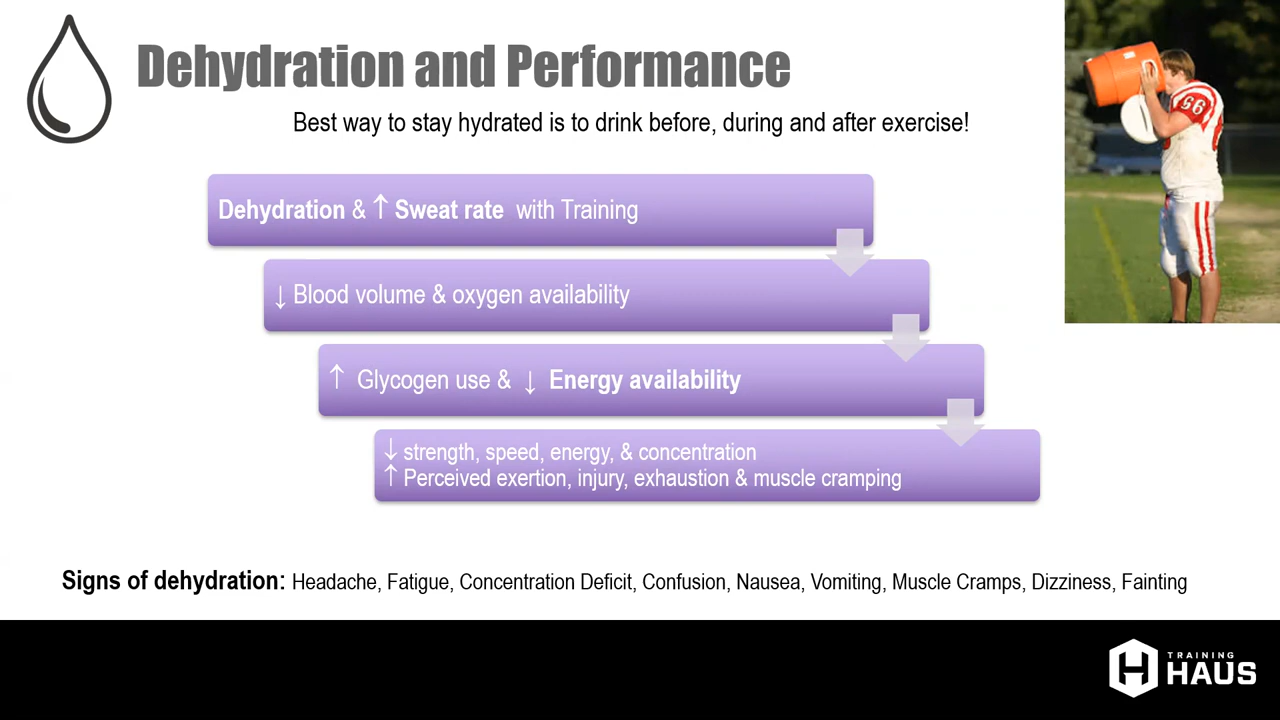 Dehydration and Performance
Best way to stay hydrated is to drink before, during and after exercise!
Dehydration & ↑ Sweat rate with Training
↓ Blood volume & oxygen availability
↑ Glycogen use & ↓ Energy availability
↓ strength, speed, energy, & concentration
↑ Perceived exertion, injury, exhaustion & muscle cramping
Signs of dehydration: Headache, Fatigue, Concentration Deficit, Confusion, Nausea, Vomiting, Muscle Cramps, Dizziness, Fainting
66
TRAINING
HAUS